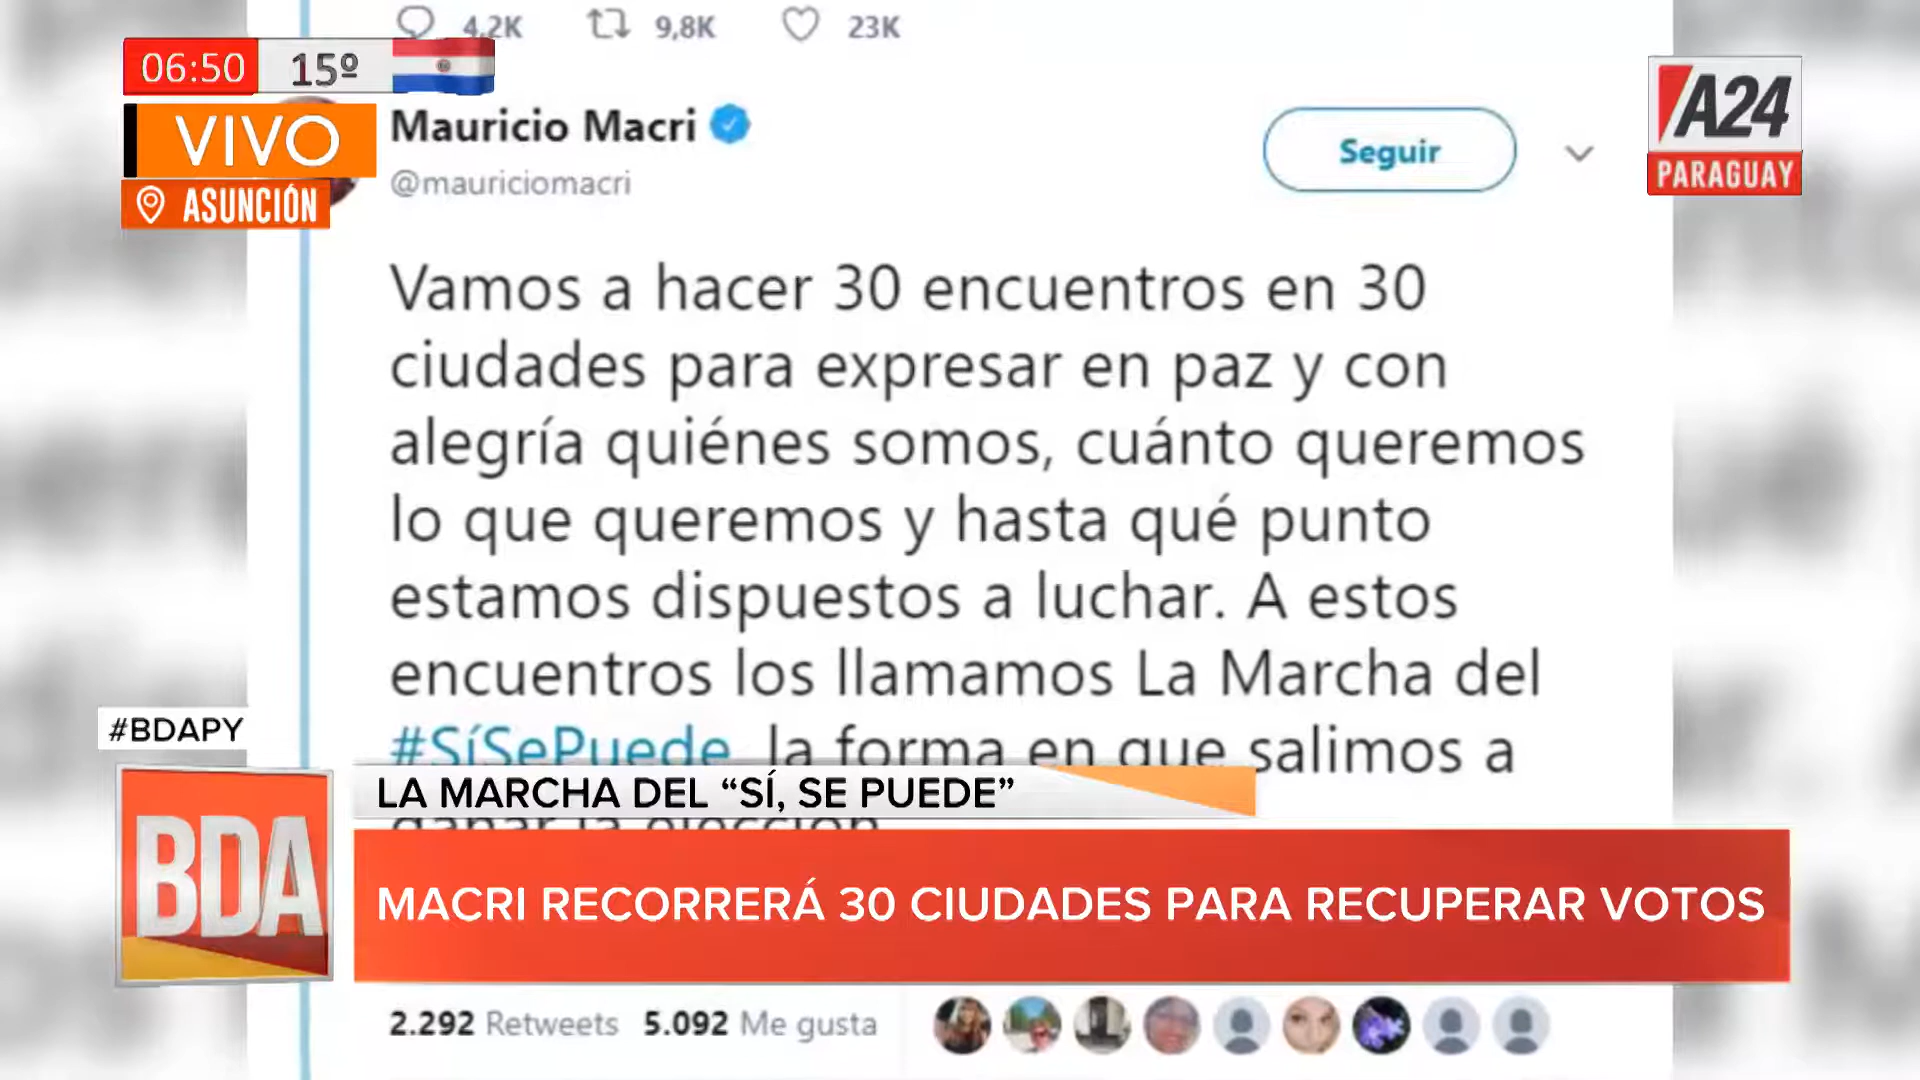 4,2K 9,8K 23K
06:50 15º
VIVO
ASUNCIÓN
Mauricio Macri
@mauriciomacri
Seguir
A24
PARAGUAY
Vamos a hacer 30 encuentros en 30
ciudades para expresar en paz y con
alegría quiénes somos, cuánto queremos
lo que queremos y hasta qué punto
estamos dispuestos a luchar. A estos
encuentros los llamamos La Marcha del
#SíSePuede, la forma en que salimos a
ganar la elección.
#BDAPY
LA MARCHA DEL “SÍ, SE PUEDE”
BDA
MACRI RECORRERÁ 30 CIUDADES PARA RECUPERAR VOTOS
2.292 Retweets 5.092 Me gusta